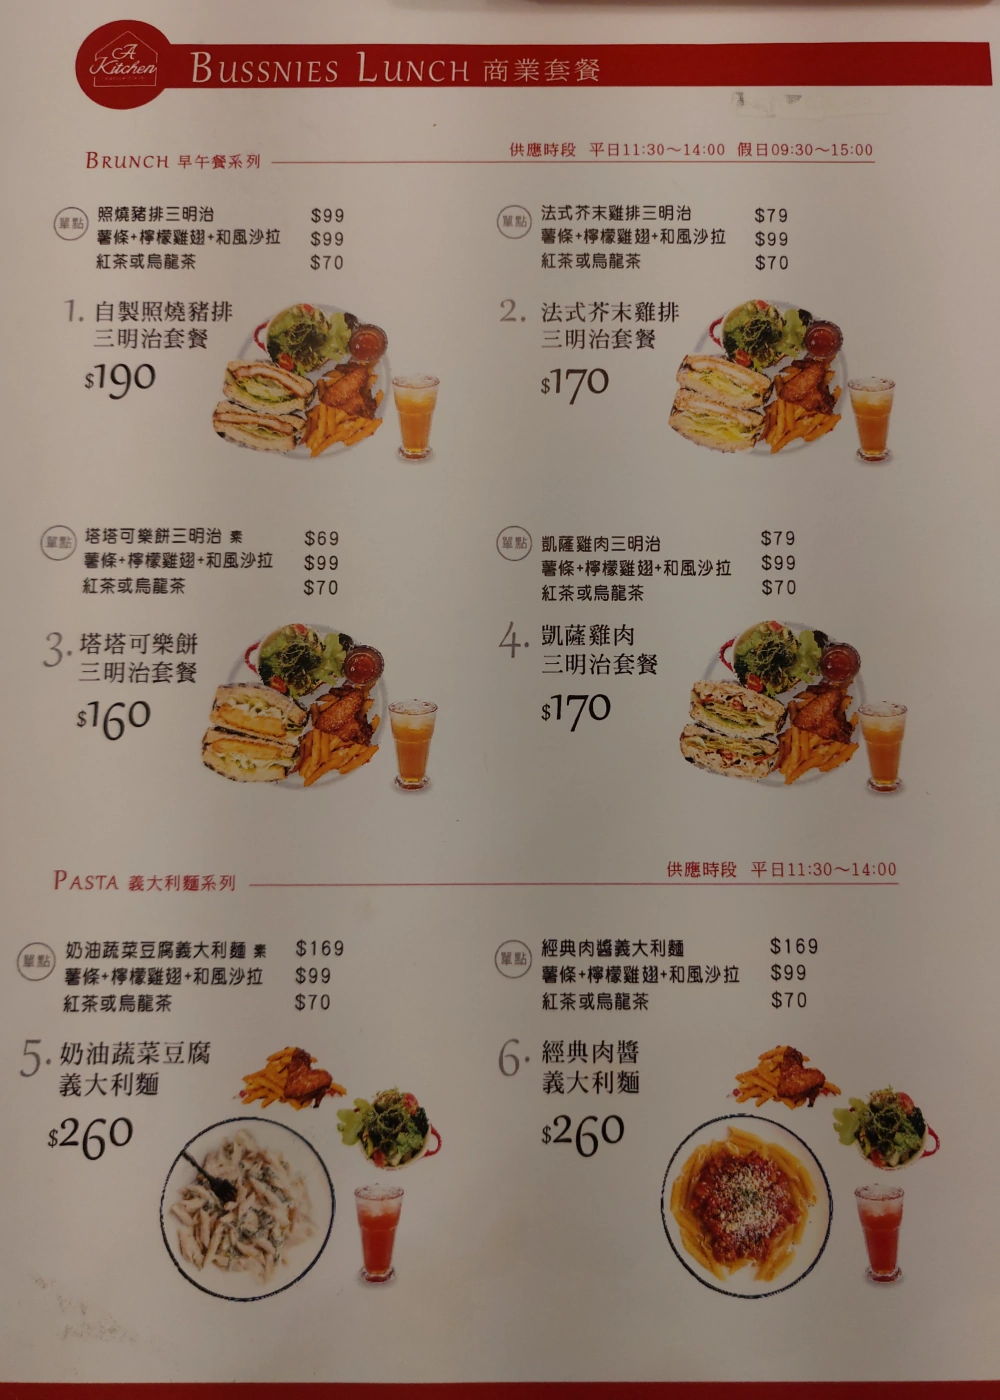 A
Kitchen
BUSSNIES LUNCH 商業套餐
BRUNCH 早午餐系列
供應時段 平日11:30～14:00 假日09:30～15:00
單點
照燒豬排三明治 $99
薯條+檸檬雞翅+和風沙拉 $99
紅茶或烏龍茶 $70
1. 自製照燒豬排
三明治套餐
$190
單點
法式芥末雞排三明治 $79
薯條+檸檬雞翅+和風沙拉 $99
紅茶或烏龍茶 $70
2. 法式芥末雞排
三明治套餐
$170
單點
塔塔可樂餅三明治 素 $69
薯條+檸檬雞翅+和風沙拉 $99
紅茶或烏龍茶 $70
3. 塔塔可樂餅
三明治套餐
$160
單點
凱薩雞肉三明治 $79
薯條+檸檬雞翅+和風沙拉 $99
紅茶或烏龍茶 $70
4. 凱薩雞肉
三明治套餐
$170
PASTA 義大利麵系列
供應時段 平日11:30～14:00
單點
奶油蔬菜豆腐義大利麵 素 $169
薯條+檸檬雞翅+和風沙拉 $99
紅茶或烏龍茶 $70
5. 奶油蔬菜豆腐
義大利麵
$260
單點
經典肉醬義大利麵 $169
薯條+檸檬雞翅+和風沙拉 $99
紅茶或烏龍茶 $70
6. 經典肉醬
義大利麵
$260